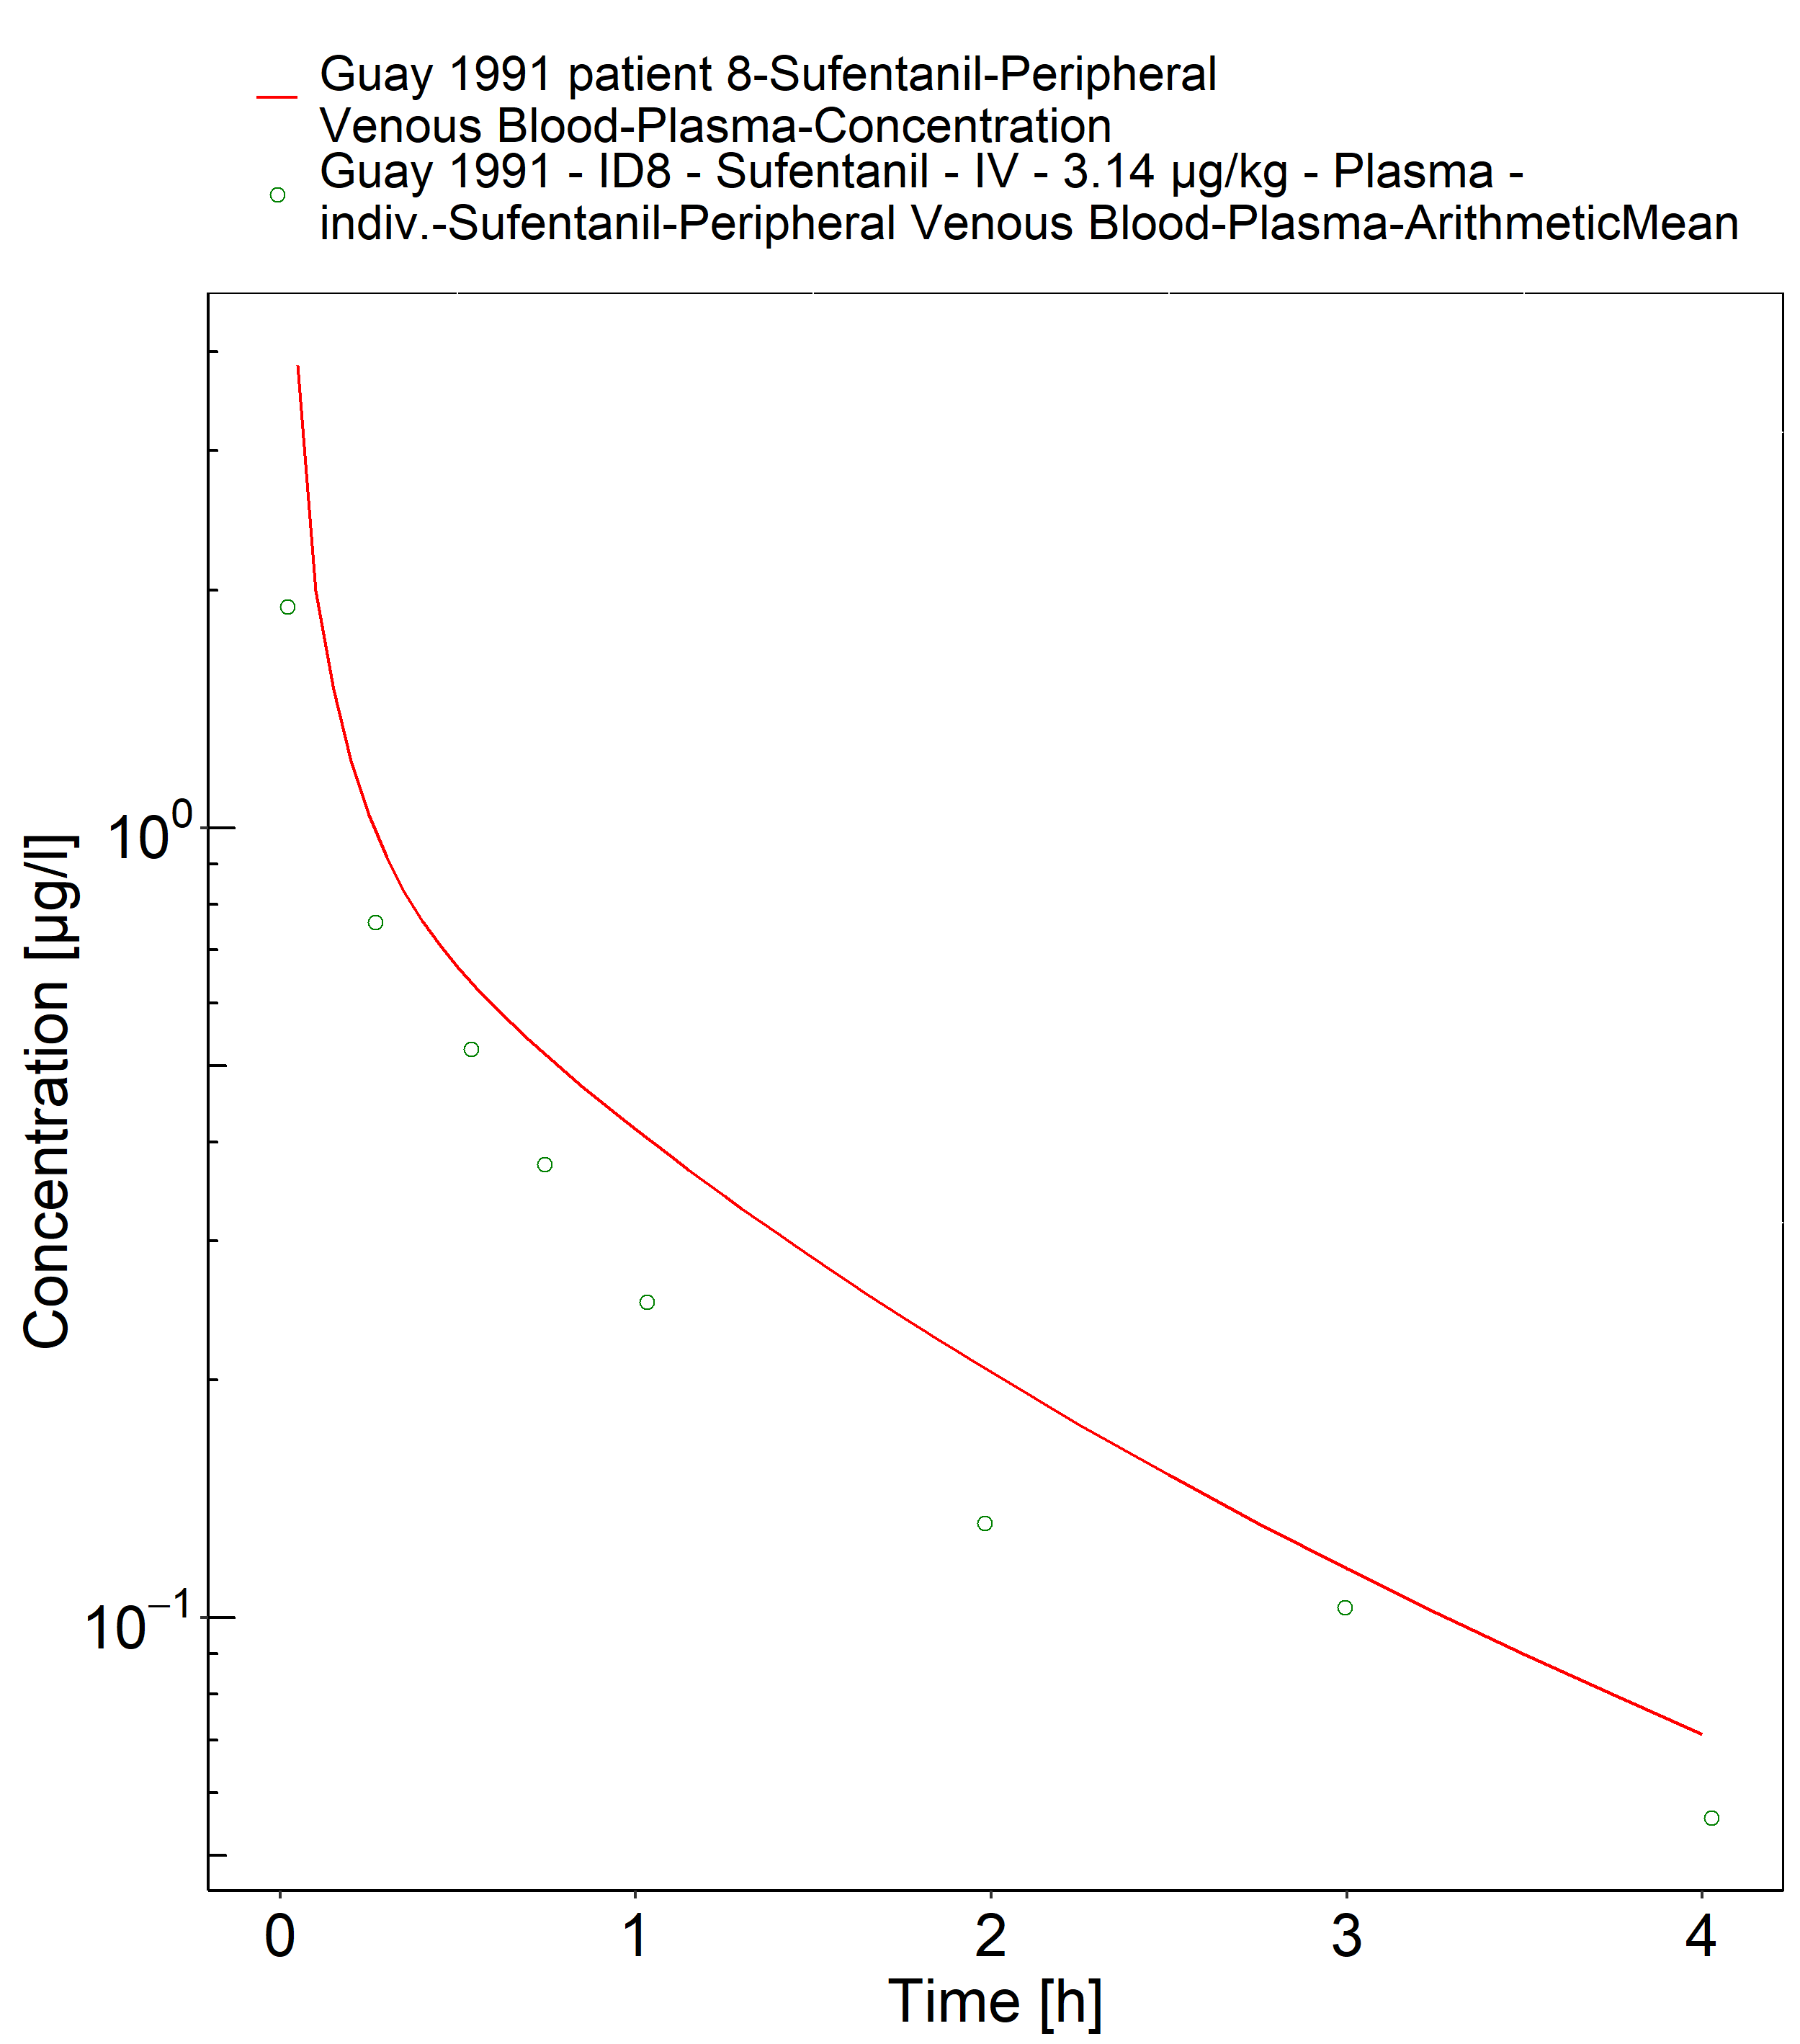 Guay 1991 patient 8-Sufentanil-Peripheral
Venous Blood-Plasma-Concentration
Guay 1991 - ID8 - Sufentanil - IV - 3.14 µg/kg - Plasma -
indiv.-Sufentanil-Peripheral Venous Blood-Plasma-ArithmeticMean
Concentration [µg/l]
10⁰
10⁻¹
0 1 2 3 4
Time [h]